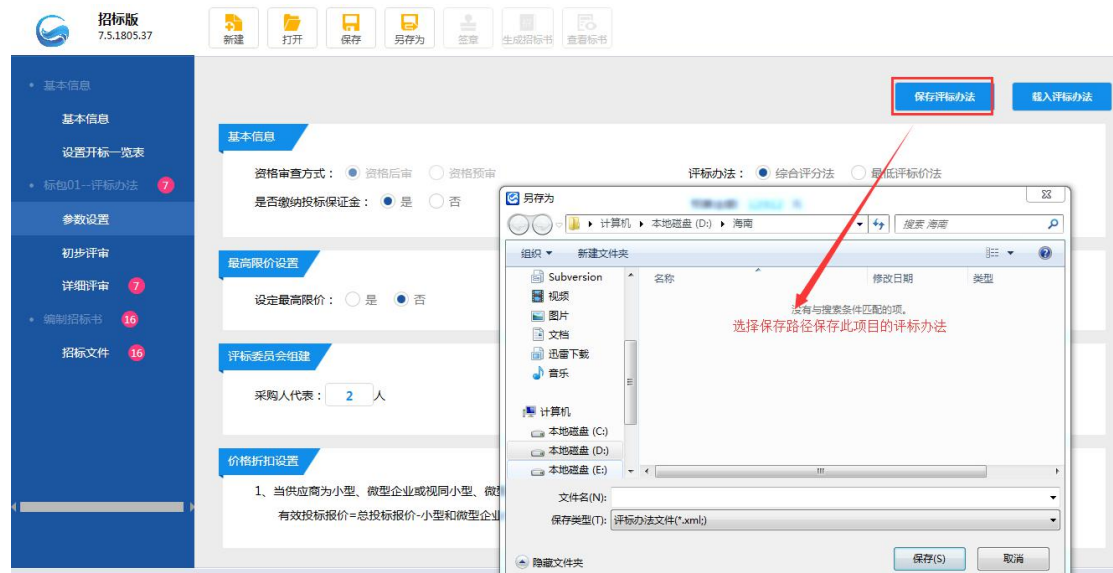 招标版
7.5.1805.37
新建 打开 保存 另存为 签章 生成招标书 查看标书
基本信息
基本信息
设置开标一览表
标包01--评标办法 7
参数设置
初步评审
详细评审 7
编制招标书 16
招标文件 16
保存评标办法 载入评标办法
基本信息
资格审查方式： 资格后审 资格预审 评标办法： 综合评分法 最低评标价法
是否缴纳投标保证金： 是 否
最高限价设置
设定最高限价： 是 否
评标委员会组建
采购人代表： 2 人
价格折扣设置
1、当供应商为小型、微型企业或视同小型、微
有效投标报价=总投标报价-小型和微型企业
另存为
计算机 本地磁盘 (D:) 海南 搜索 海南
组织 新建文件夹
Subversion
视频
图片
文档
迅雷下载
音乐
计算机
本地磁盘 (C:)
本地磁盘 (D:)
本地磁盘 (E:)
名称 修改日期 类型
没有与搜索条件匹配的项。
选择保存路径保存此项目的评标办法
文件名(N):
保存类型(T): 评标办法文件(*.xml;)
隐藏文件夹 保存(S) 取消